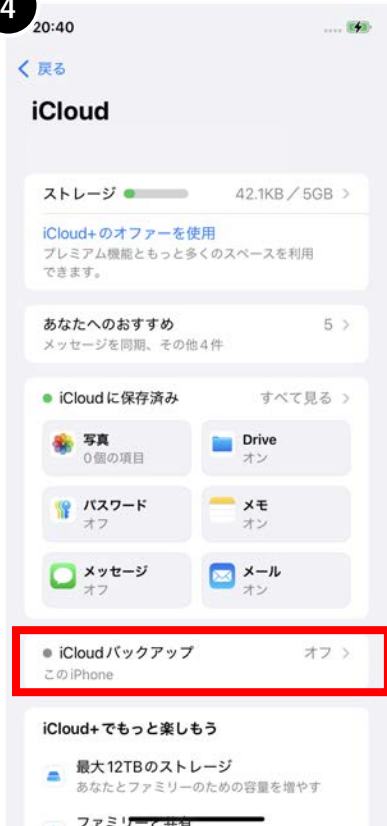 4
20:40
戻る
iCloud
ストレージ 42.1KB／5GB
iCloud+のオファーを使用
プレミアム機能ともっと多くのスペースを利用
できます。
あなたへのおすすめ 5
メッセージを同期、その他4件
iCloudに保存済み すべて見る
写真
0個の項目
Drive
オン
パスワード
オフ
メモ
オン
メッセージ
オフ
メール
オン
iCloudバックアップ オフ
このiPhone
iCloud+でもっと楽しもう
最大12TBのストレージ
あなたとファミリーのための容量を増やす
ファミリーで共有